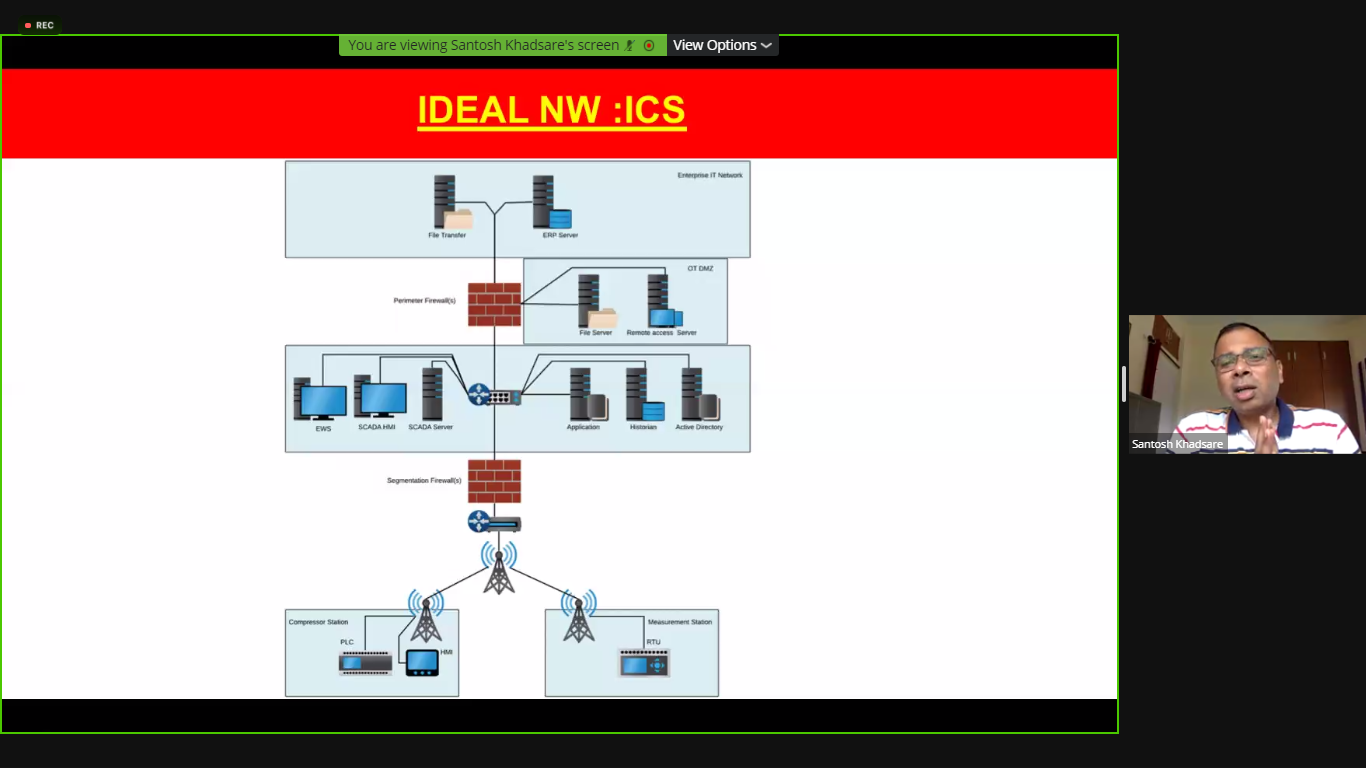 REC
You are viewing Santosh Khadsare's screen
View Options
IDEAL NW :ICS
Enterprise IT Network
File Transfer
ERP Server
OT DMZ
Perimeter Firewall(s)
File Server
Remote access Server
EWS
SCADA HMI
SCADA Server
Application
Historian
Active Directory
Segmentation Firewall(s)
Compressor Station
PLC
HMI
Measurement Station
RTU
Santosh Khadsare